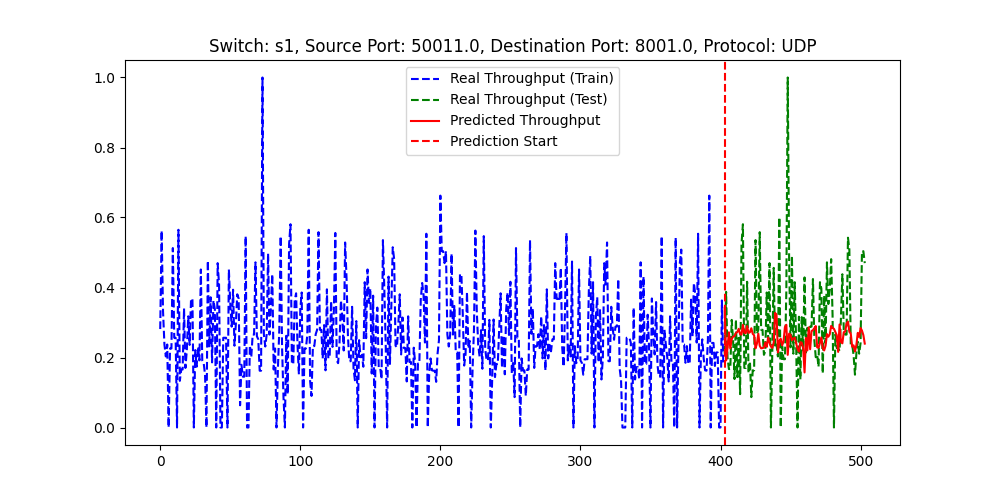 Switch: s1, Source Port: 50011.0, Destination Port: 8001.0, Protocol: UDP
1.0
0.8
0.6
0.4
0.2
0.0
Real Throughput (Train)
Real Throughput (Test)
Predicted Throughput
Prediction Start
0 100 200 300 400 500